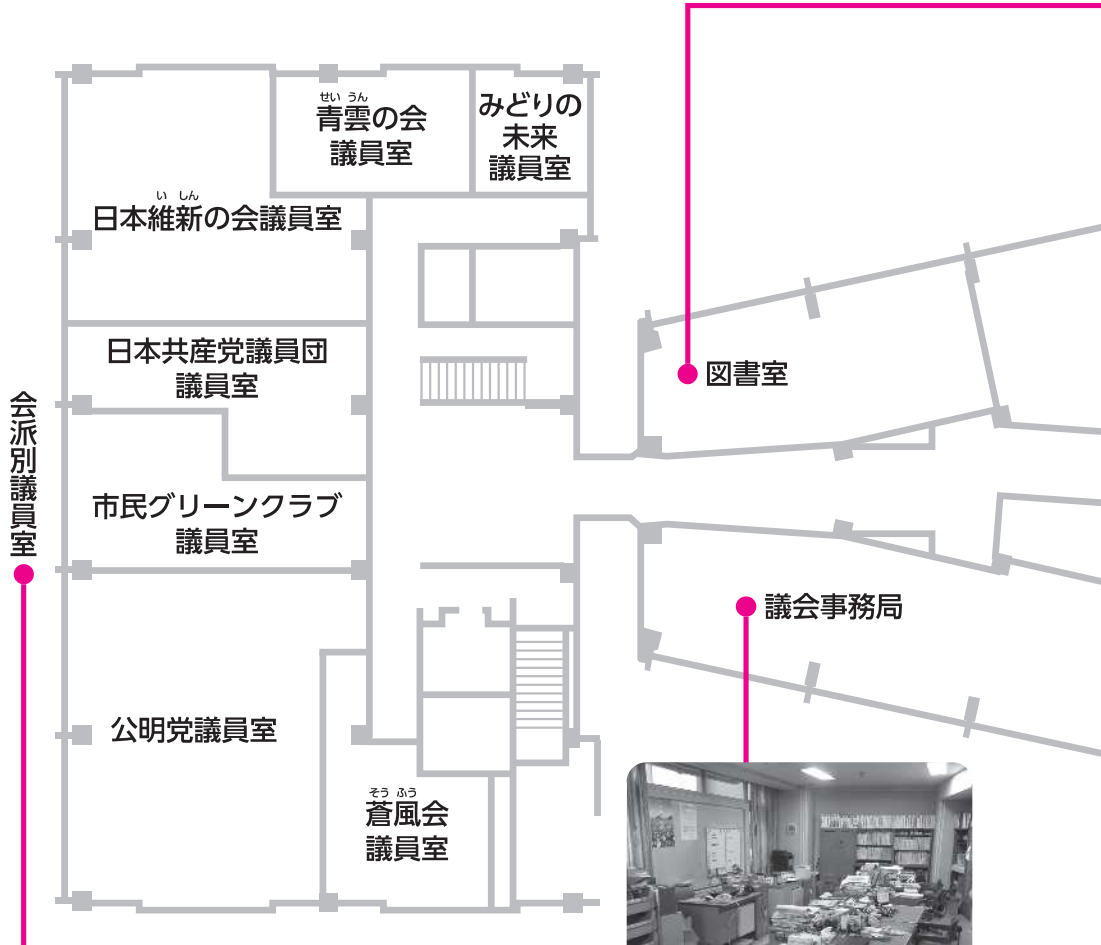 せいうん
青雲の会
議員室
みどりの
未来
議員室
いしん
日本維新の会議員室
日本共産党議員団
議員室
図書室
会派別議員室
市民グリーンクラブ
議員室
議会事務局
公明党議員室
そうふう
蒼風会
議員室